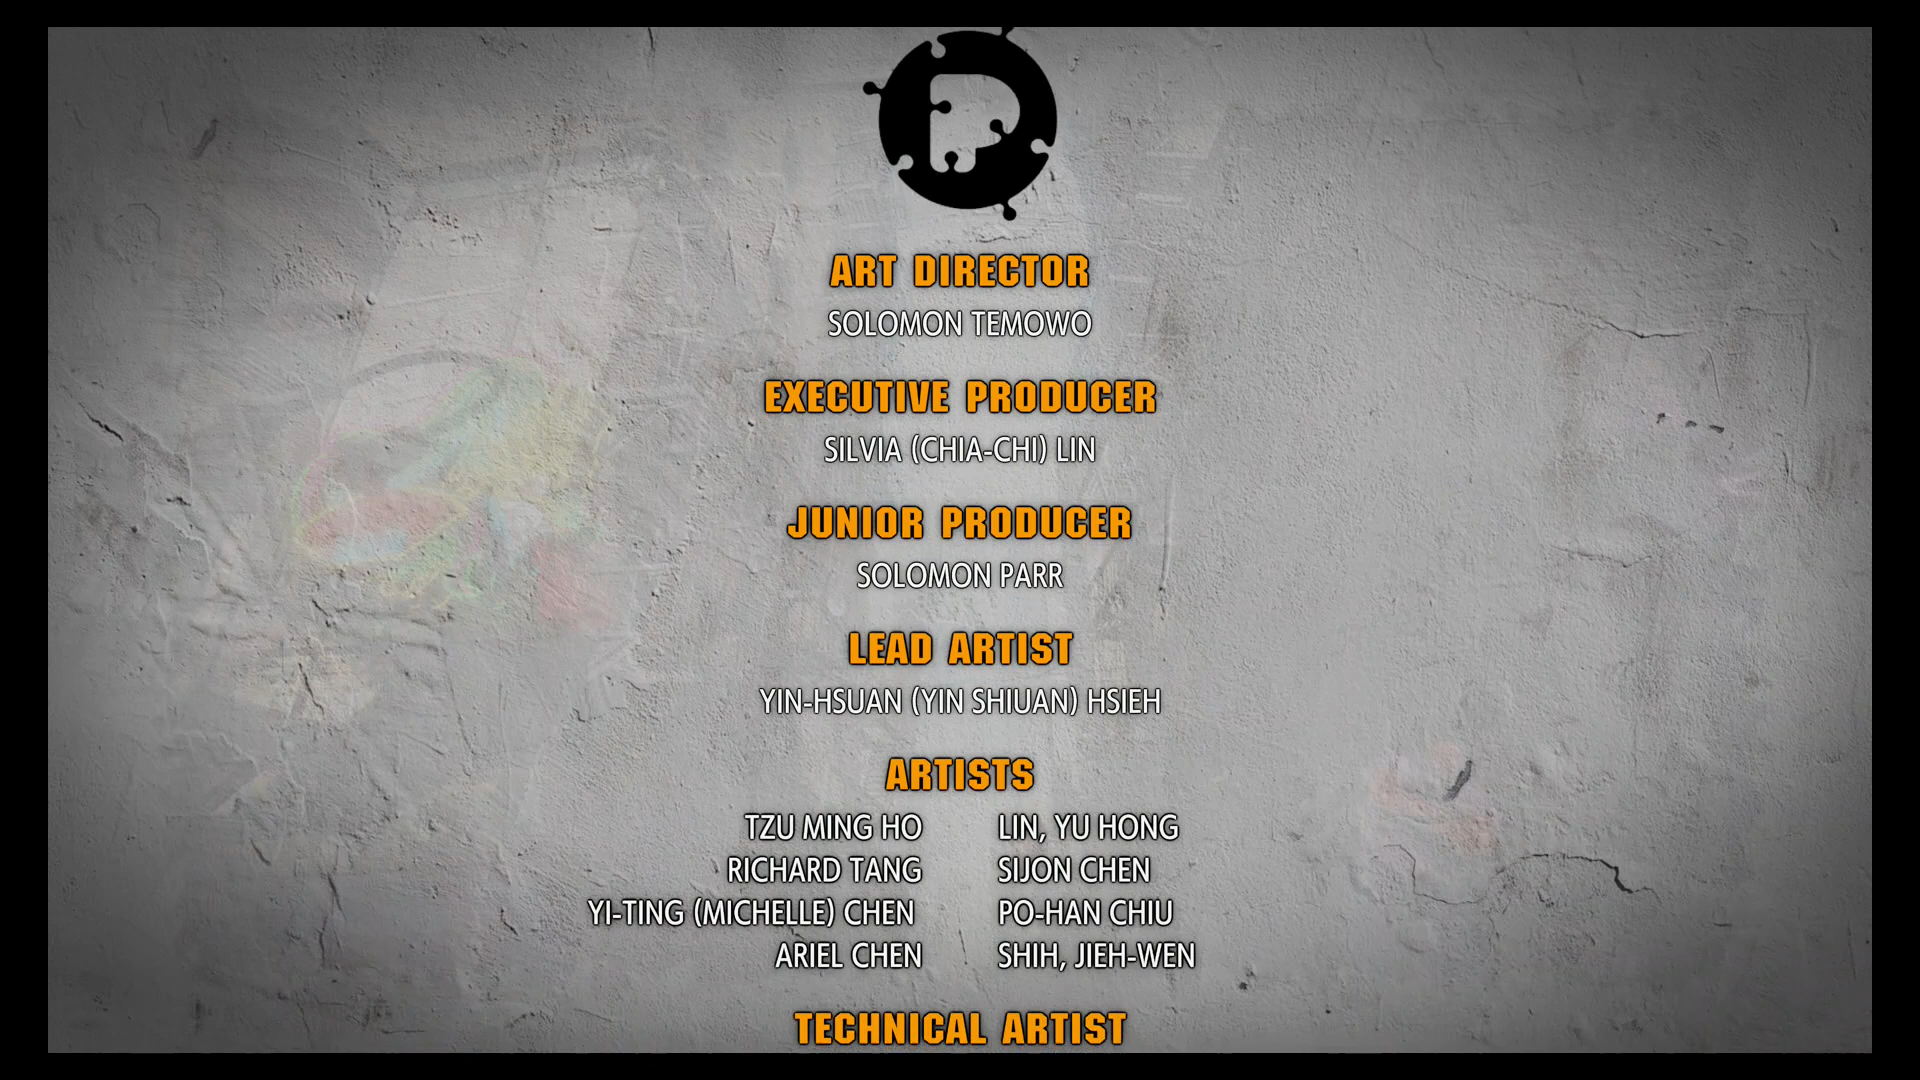 P
ART DIRECTOR
SOLOMON TEMOWO
EXECUTIVE PRODUCER
SILVIA (CHIA-CHI) LIN
JUNIOR PRODUCER
SOLOMON PARR
LEAD ARTIST
YIN-HSUAN (YIN SHIUAN) HSIEH
ARTISTS
TZU MING HO LIN, YU HONG
RICHARD TANG SIJON CHEN
YI-TING (MICHELLE) CHEN PO-HAN CHIU
ARIEL CHEN SHIH, JIEH-WEN
TECHNICAL ARTIST